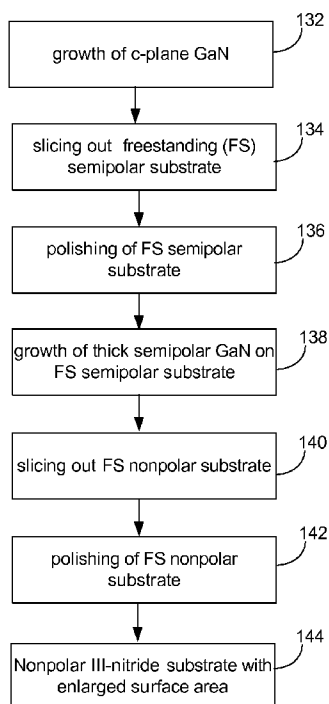 132
growth of c-plane GaN
134
slicing out freestanding (FS)
semipolar substrate
136
polishing of FS semipolar
substrate
138
growth of thick semipolar GaN on
FS semipolar substrate
140
slicing out FS nonpolar substrate
142
polishing of FS nonpolar
substrate
144
Nonpolar III-nitride substrate with
enlarged surface area